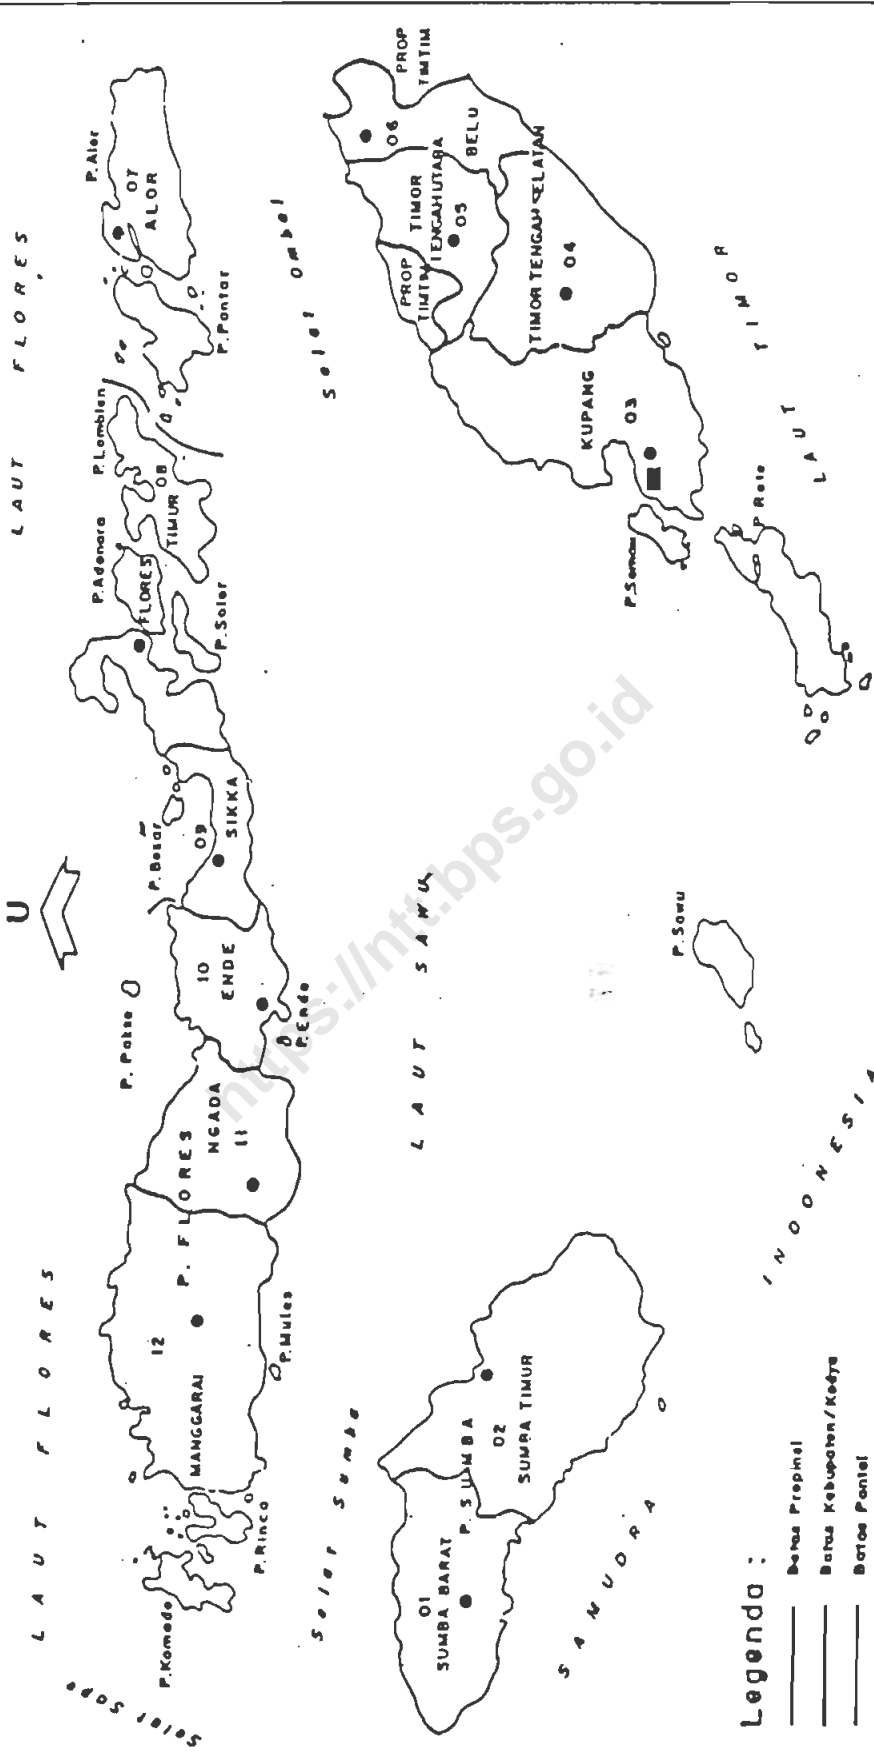 U
LAUT FLORES
LAUT FLORES
Selat Sape
P.Komodo
P.Rinca
MANGGARAI
12
P. FLORES
P.Mules
NGADA
11
P. Palue
10
ENDE
P.Ende
P.Besar
09
SIKKA
FLORES
TIMUR
08
P.Adonara
P.Solor
P.Lomblen
P.Pantar
P.Alor
07
ALOR
Selat Sumba
LAUT SAWU
Selat Ombai
01
SUMBA BARAT
P. SUMBA
02
SUMBA TIMUR
SAMUDRA
INDONESIA
P.Sawu
P.Semau
P.Rote
LAUT TIMOR
KUPANG
03
TIMOR TENGAH SELATAN
04
TIMOR
TENGAH UTARA
05
PROP
TIMTIM
06
BELU
PROP
TIMTIM
Legenda :
Batas Propinsi
Batas Kabupaten/Kodya
Batas Pantai
https://ntt.bps.go.id